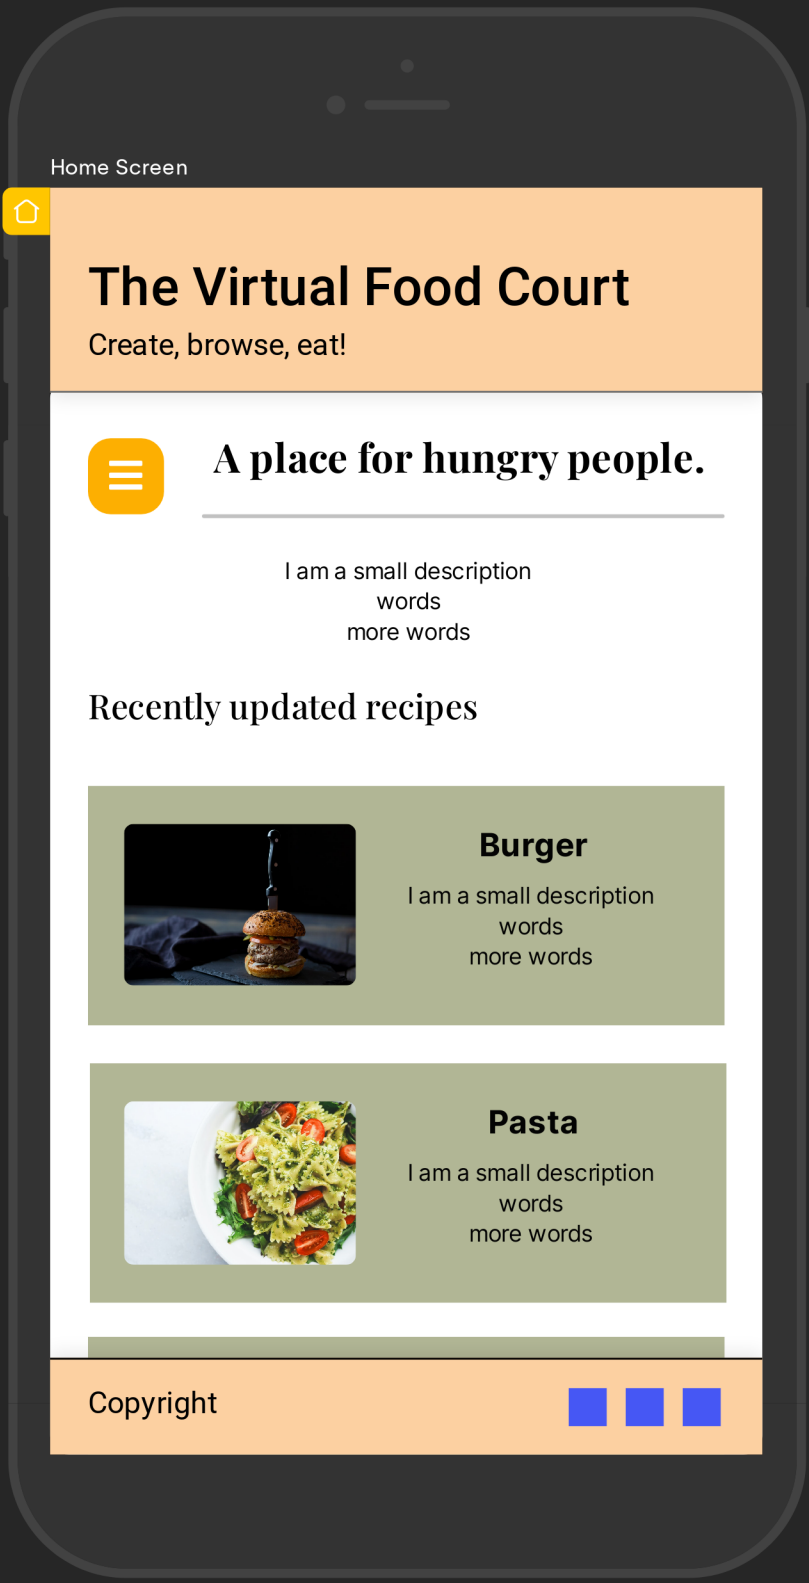 Home Screen
The Virtual Food Court
Create, browse, eat!
A place for hungry people.
I am a small description
words
more words
Recently updated recipes
Burger
I am a small description
words
more words
Pasta
I am a small description
words
more words
Copyright